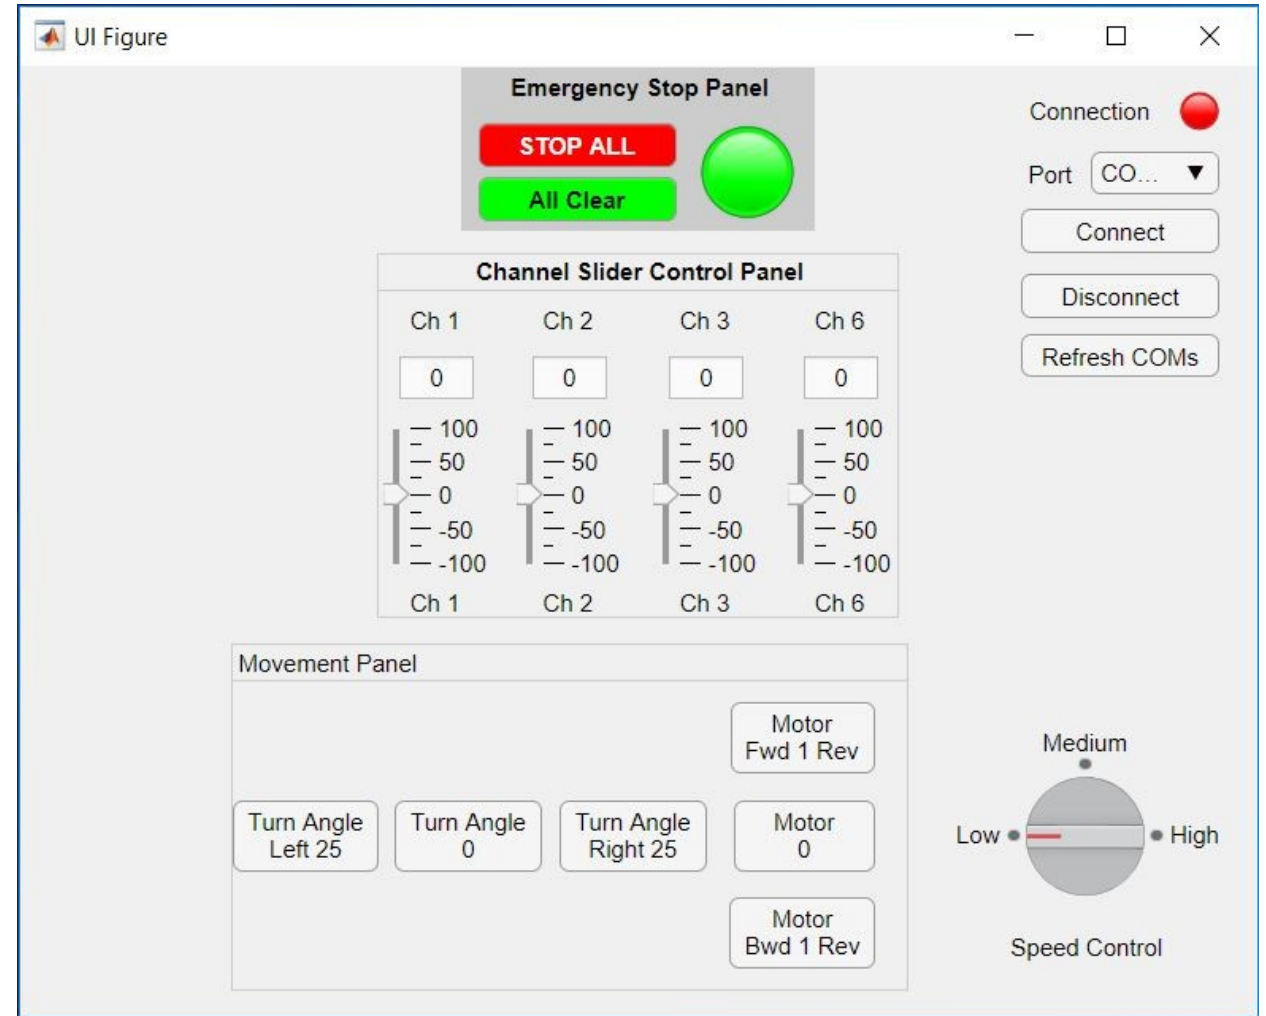 UI Figure
Emergency Stop Panel
STOP ALL
All Clear
Connection
Port CO...
Connect
Disconnect
Refresh COMs
Channel Slider Control Panel
Ch 1 Ch 2 Ch 3 Ch 6
0 0 0 0
100 100 100 100
50 50 50 50
0 0 0 0
-50 -50 -50 -50
-100 -100 -100 -100
Ch 1 Ch 2 Ch 3 Ch 6
Movement Panel
Motor
Fwd 1 Rev
Turn Angle
Left 25
Turn Angle
0
Turn Angle
Right 25
Motor
0
Motor
Bwd 1 Rev
Medium
Low High
Speed Control